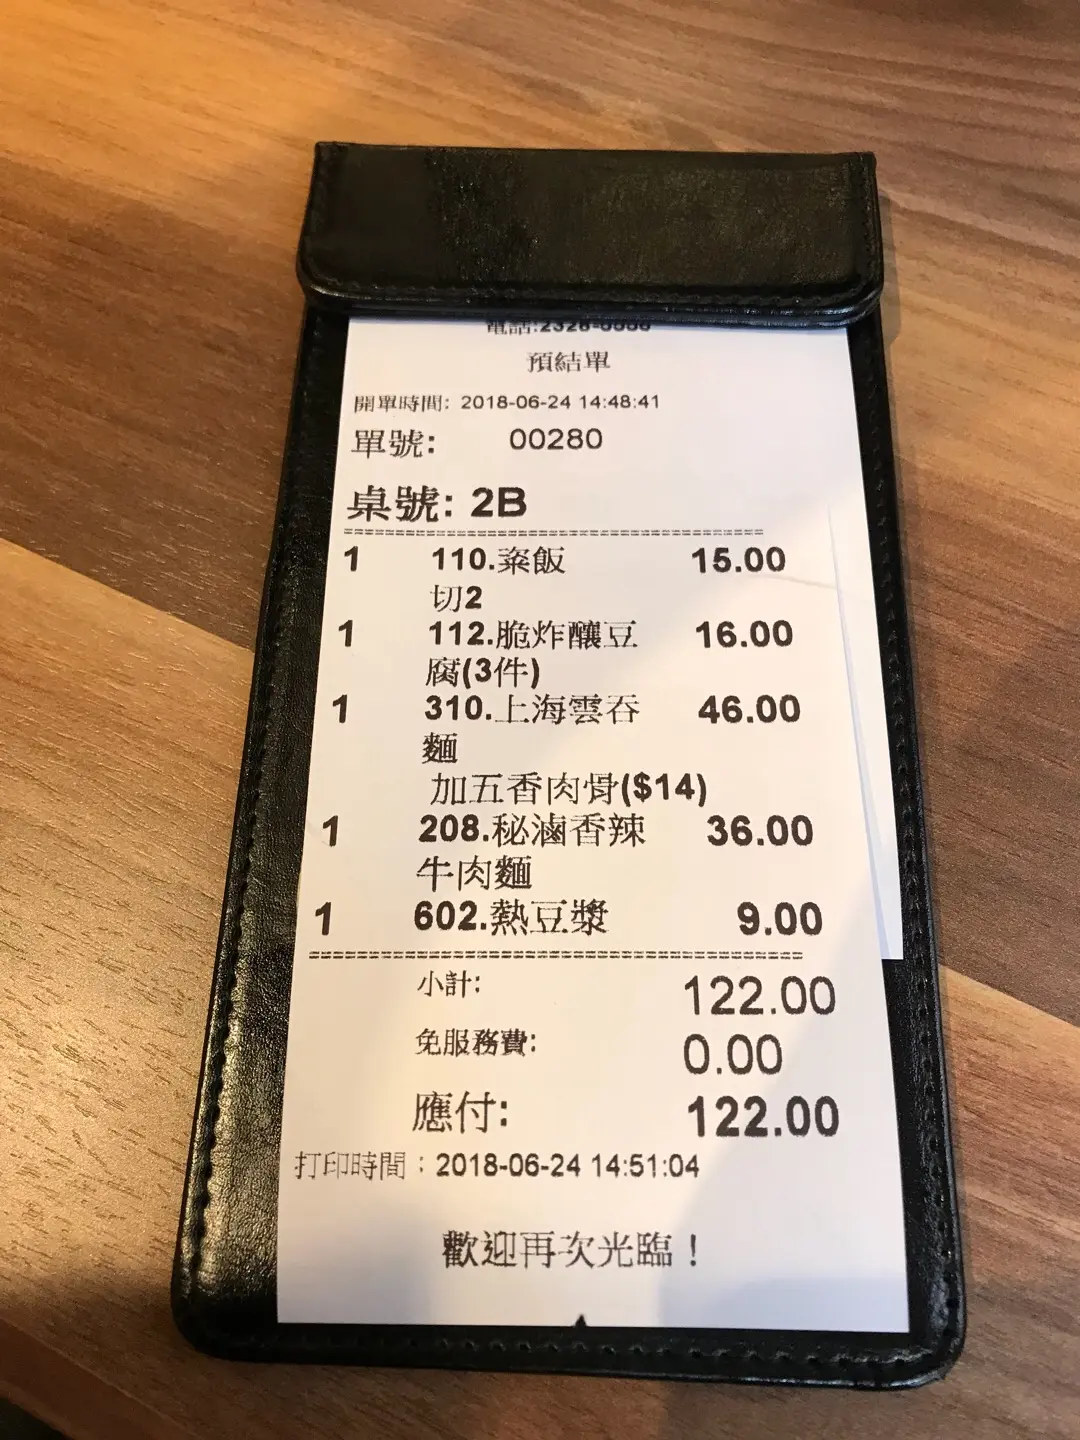 電話:2328-0006
預結單
開單時間: 2018-06-24 14:48:41
單號: 00280
桌號: 2B
1 110.粢飯 15.00
切2
1 112.脆炸釀豆 16.00
腐(3件)
1 310.上海雲吞 46.00
麵
加五香肉骨($14)
1 208.秘滷香辣 36.00
牛肉麵
1 602.熱豆漿 9.00
小計: 122.00
免服務費: 0.00
應付: 122.00
打印時間：2018-06-24 14:51:04
歡迎再次光臨！